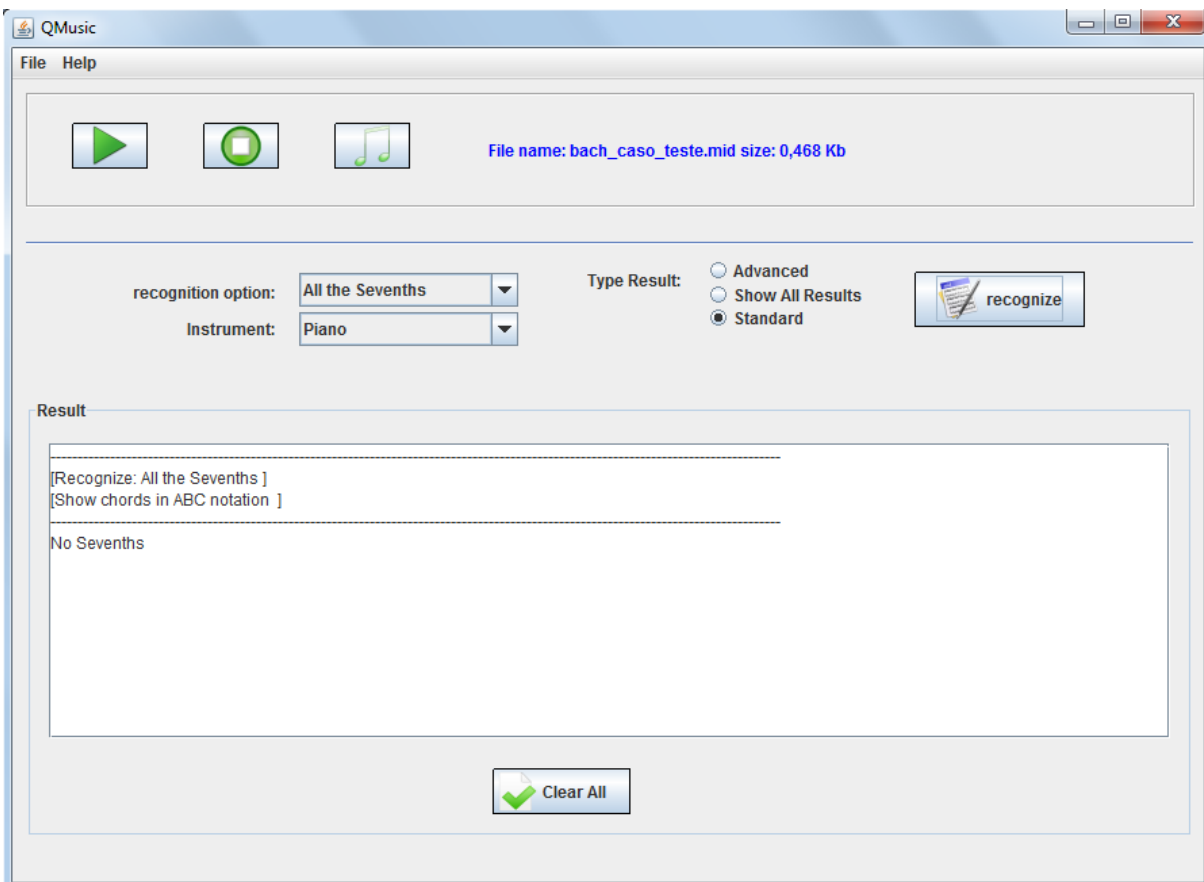 QMusic
File Help
File name: bach_caso_teste.mid size: 0,468 Kb
recognition option: All the Sevenths
Instrument: Piano
Type Result:
Advanced
Show All Results
Standard
recognize
Result
[Recognize: All the Sevenths ]
[Show chords in ABC notation  ]
No Sevenths
Clear All